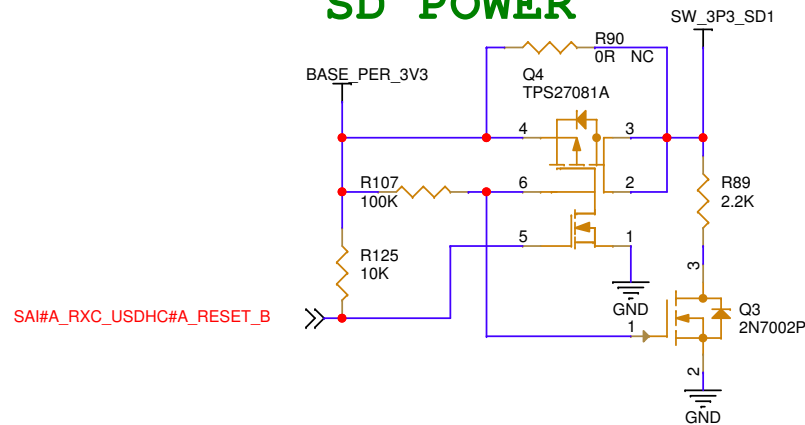 SD POWER
SW_3P3_SD1
R90
0R NC
BASE_PER_3V3
Q4
TPS27081A
4
3
R107
100K
6
2
R89
2.2K
5
1
R125
10K
3
GND
Q3
2N7002P
SAI#A_RXC_USDHC#A_RESET_B
1
2
GND